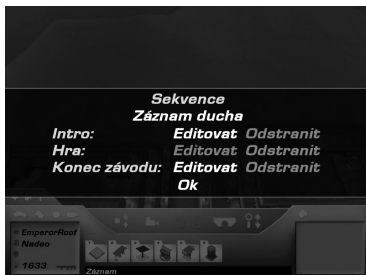 Sekvence
Záznam ducha
Intro: Editovat Odstranit
Hra: Editovat Odstranit
Konec závodu: Editovat Odstranit
Ok
EmperorRoof
Nadeo
1633
Záznam